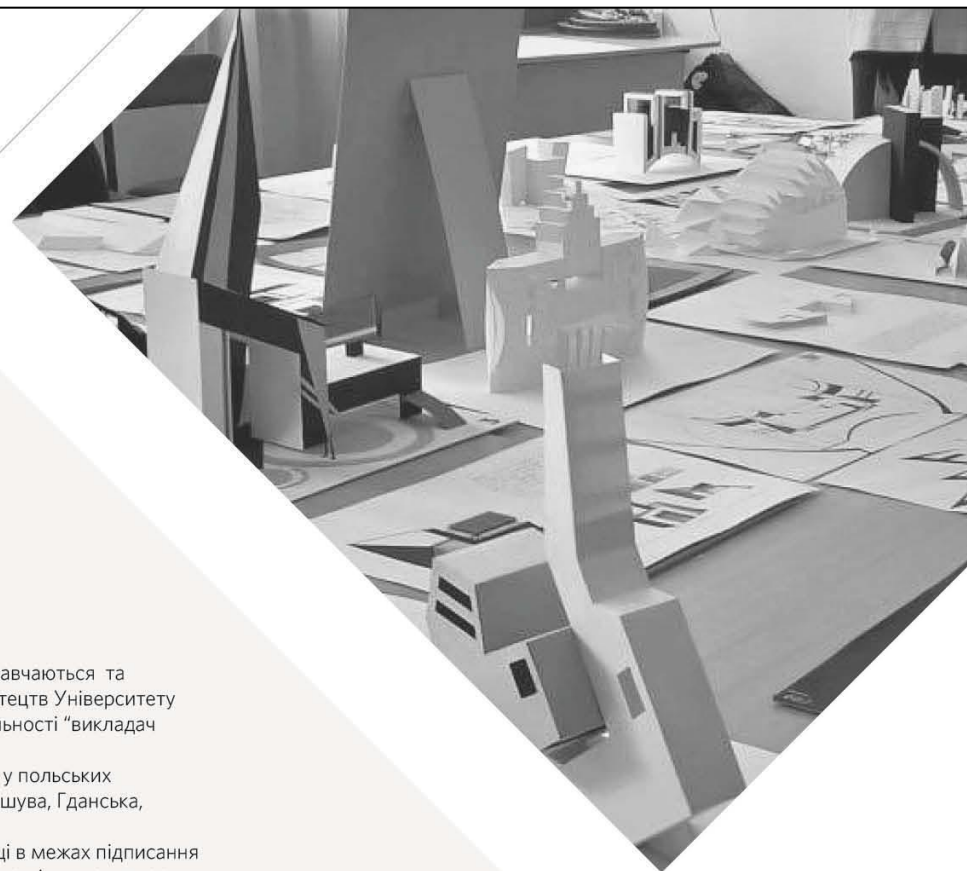 авчаються та
тецтв Університету
льності “викладач
у польських
шува, Гданська,
ці в межах підписання